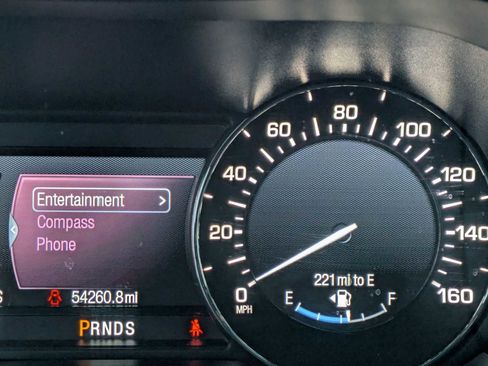 Entertainment >
Compass
Phone
S
54260.8mi
PRNDS
0
20
40
60
80
100
120
140
160
MPH
221 mi to E
E F